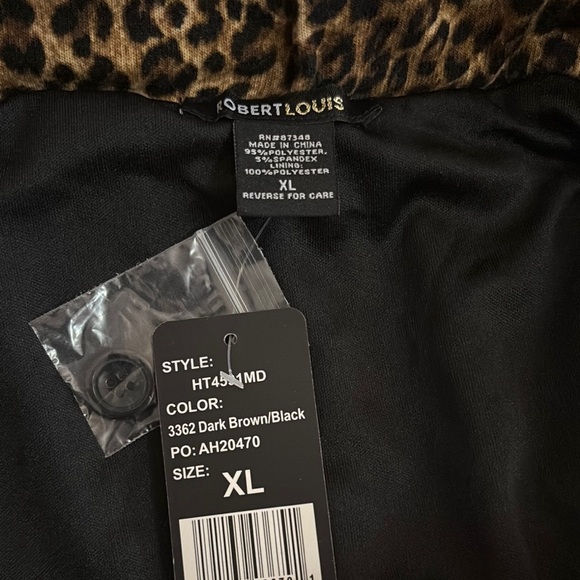 ROBERTLOUIS
RN#87348
MADE IN CHINA
95%POLYESTER,
5%SPANDEX
LINING:
100%POLYESTER
XL
REVERSE FOR CARE
STYLE:
COLOR:
3362 Dark Brown/Black
PO: AH20470
SIZE:
XL